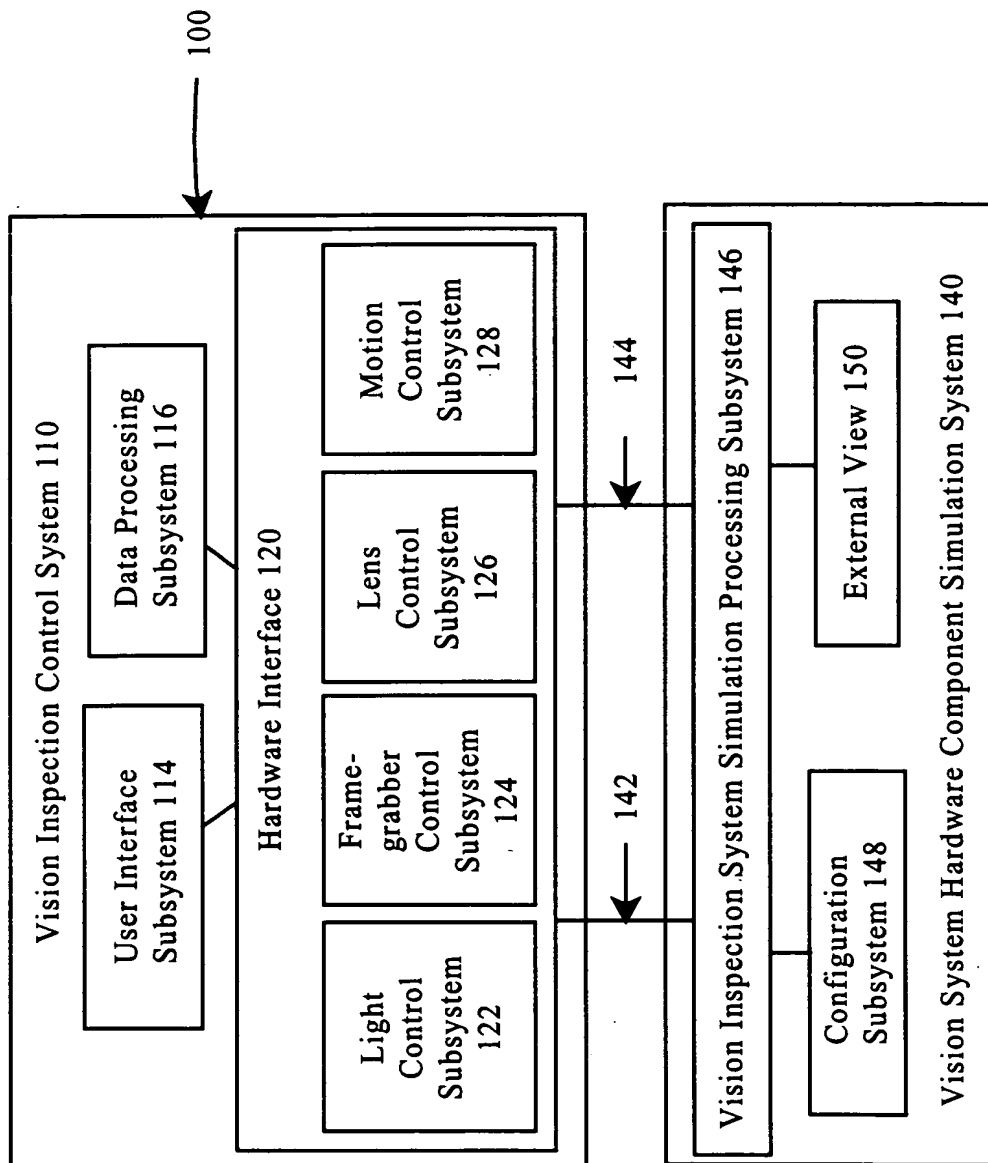 100
Vision Inspection Control System 110
User Interface
Subsystem 114
Data Processing
Subsystem 116
Hardware Interface 120
Light
Control
Subsystem
122
Frame-
grabber
Control
Subsystem
124
Lens
Control
Subsystem
126
Motion
Control
Subsystem
128
142
144
Vision Inspection System Simulation Processing Subsystem 146
Configuration
Subsystem 148
External View 150
Vision System Hardware Component Simulation System 140